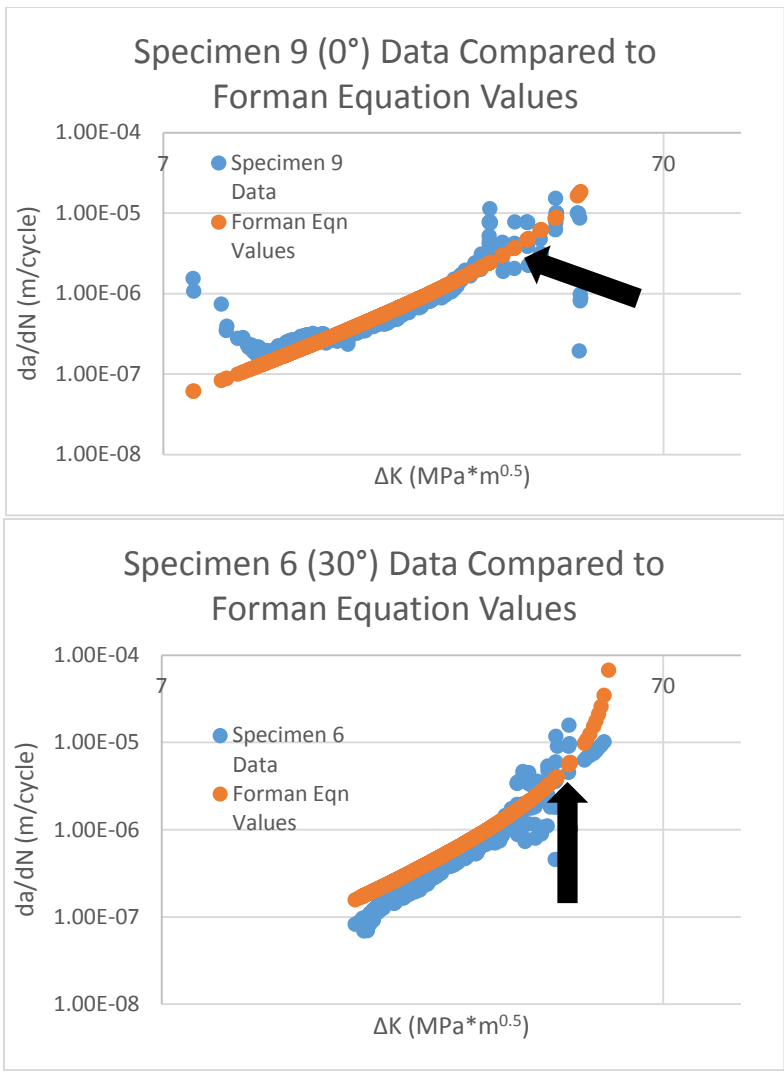 Specimen 9 (0°) Data Compared to
Forman Equation Values
1.00E-04
7
70
Specimen 9
Data
Forman Eqn
Values
1.00E-05
1.00E-06
1.00E-07
1.00E-08
da/dN (m/cycle)
ΔK (MPa*m^0.5)
Specimen 6 (30°) Data Compared to
Forman Equation Values
1.00E-04
7
70
Specimen 6
Data
Forman Eqn
Values
1.00E-05
1.00E-06
1.00E-07
1.00E-08
da/dN (m/cycle)
ΔK (MPa*m^0.5)